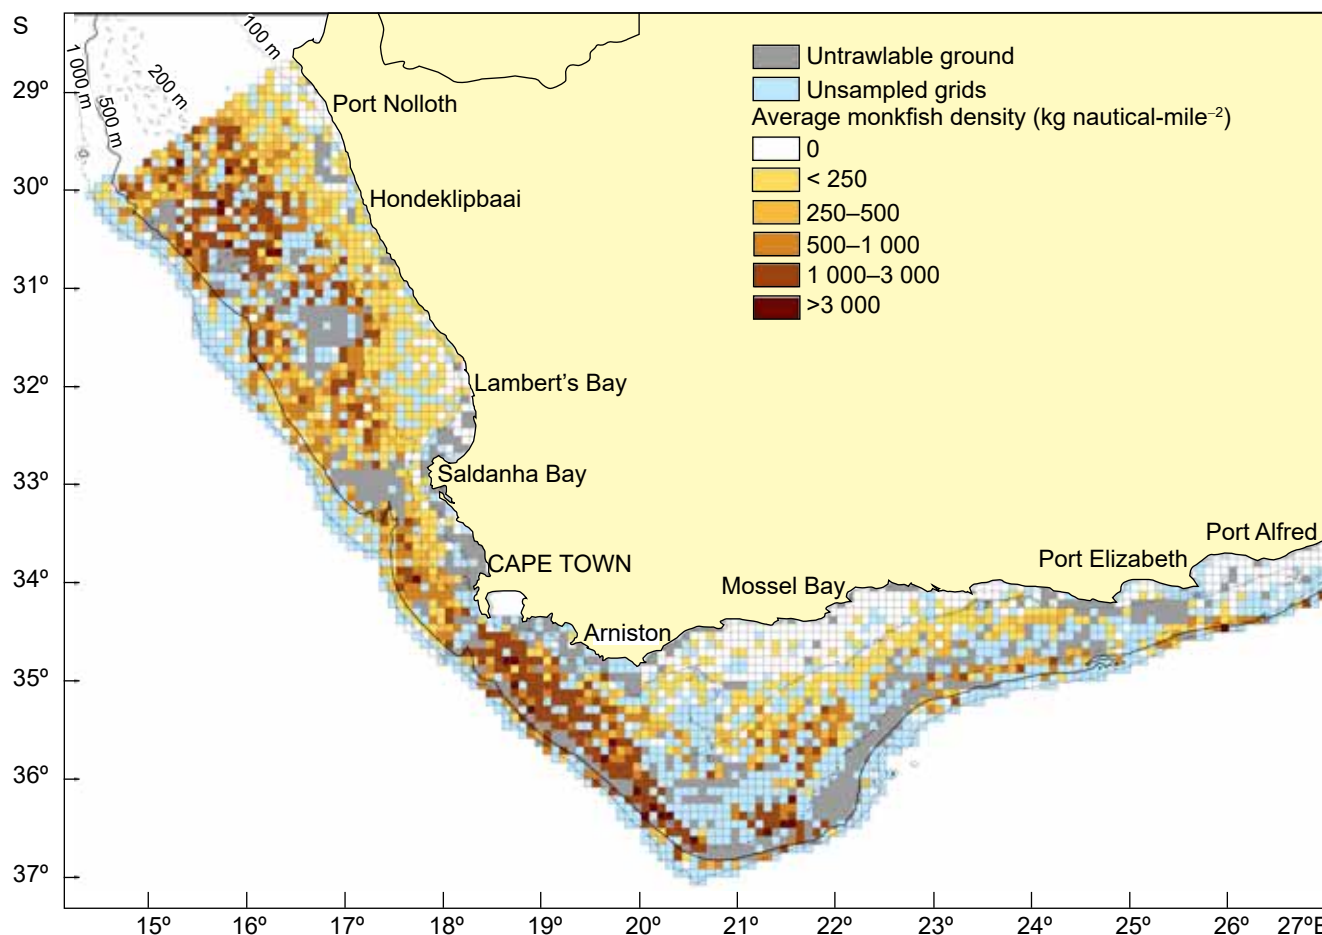 S
29º
30º
31º
32º
33º
34º
35º
36º
37º
100 m
1 000 m
200 m
500 m
Port Nolloth
Hondeklipbaai
Lambert’s Bay
Saldanha Bay
CAPE TOWN
Arniston
Mossel Bay
Port Elizabeth
Port Alfred
Untrawlable ground
Unsampled grids
Average monkfish density (kg nautical-mile⁻²)
0
< 250
250–500
500–1 000
1 000–3 000
>3 000
15º 16º 17º 18º 19º 20º 21º 22º 23º 24º 25º 26º 27ºE